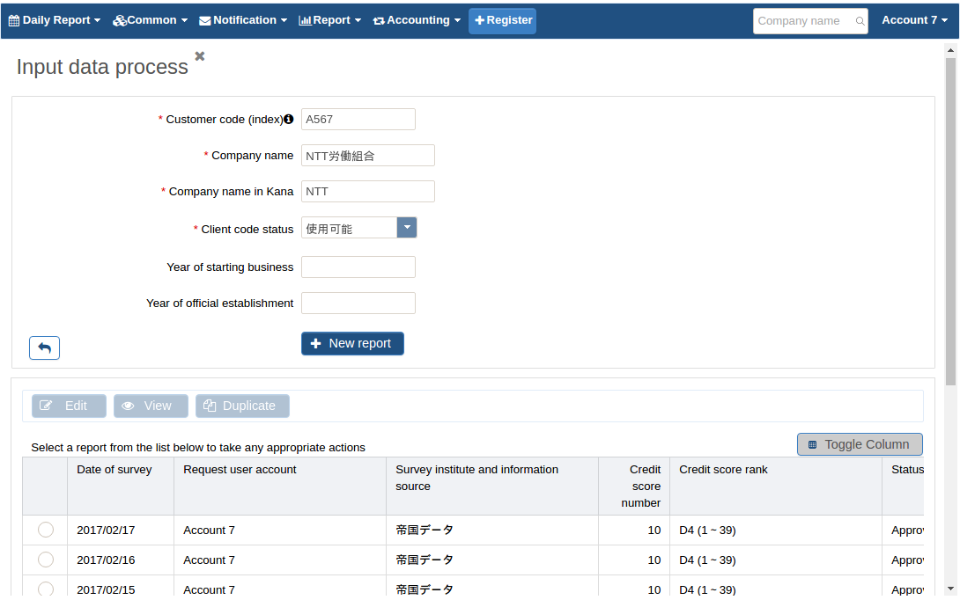 Daily Report Common Notification Report Accounting Register Company name Account 7
Input data process
* Customer code (index) A567
* Company name NTT労働組合
* Company name in Kana NTT
* Client code status 使用可能
Year of starting business
Year of official establishment
New report
Edit View Duplicate
Select a report from the list below to take any appropriate actions
Toggle Column
Date of survey Request user account Survey institute and information source Credit score number Credit score rank Status
2017/02/17 Account 7 帝国データ 10 D4 (1 ~ 39) Appro
2017/02/16 Account 7 帝国データ 10 D4 (1 ~ 39) Appro
2017/02/15 Account 7 帝国データ 10 D4 (1 ~ 39) Appro